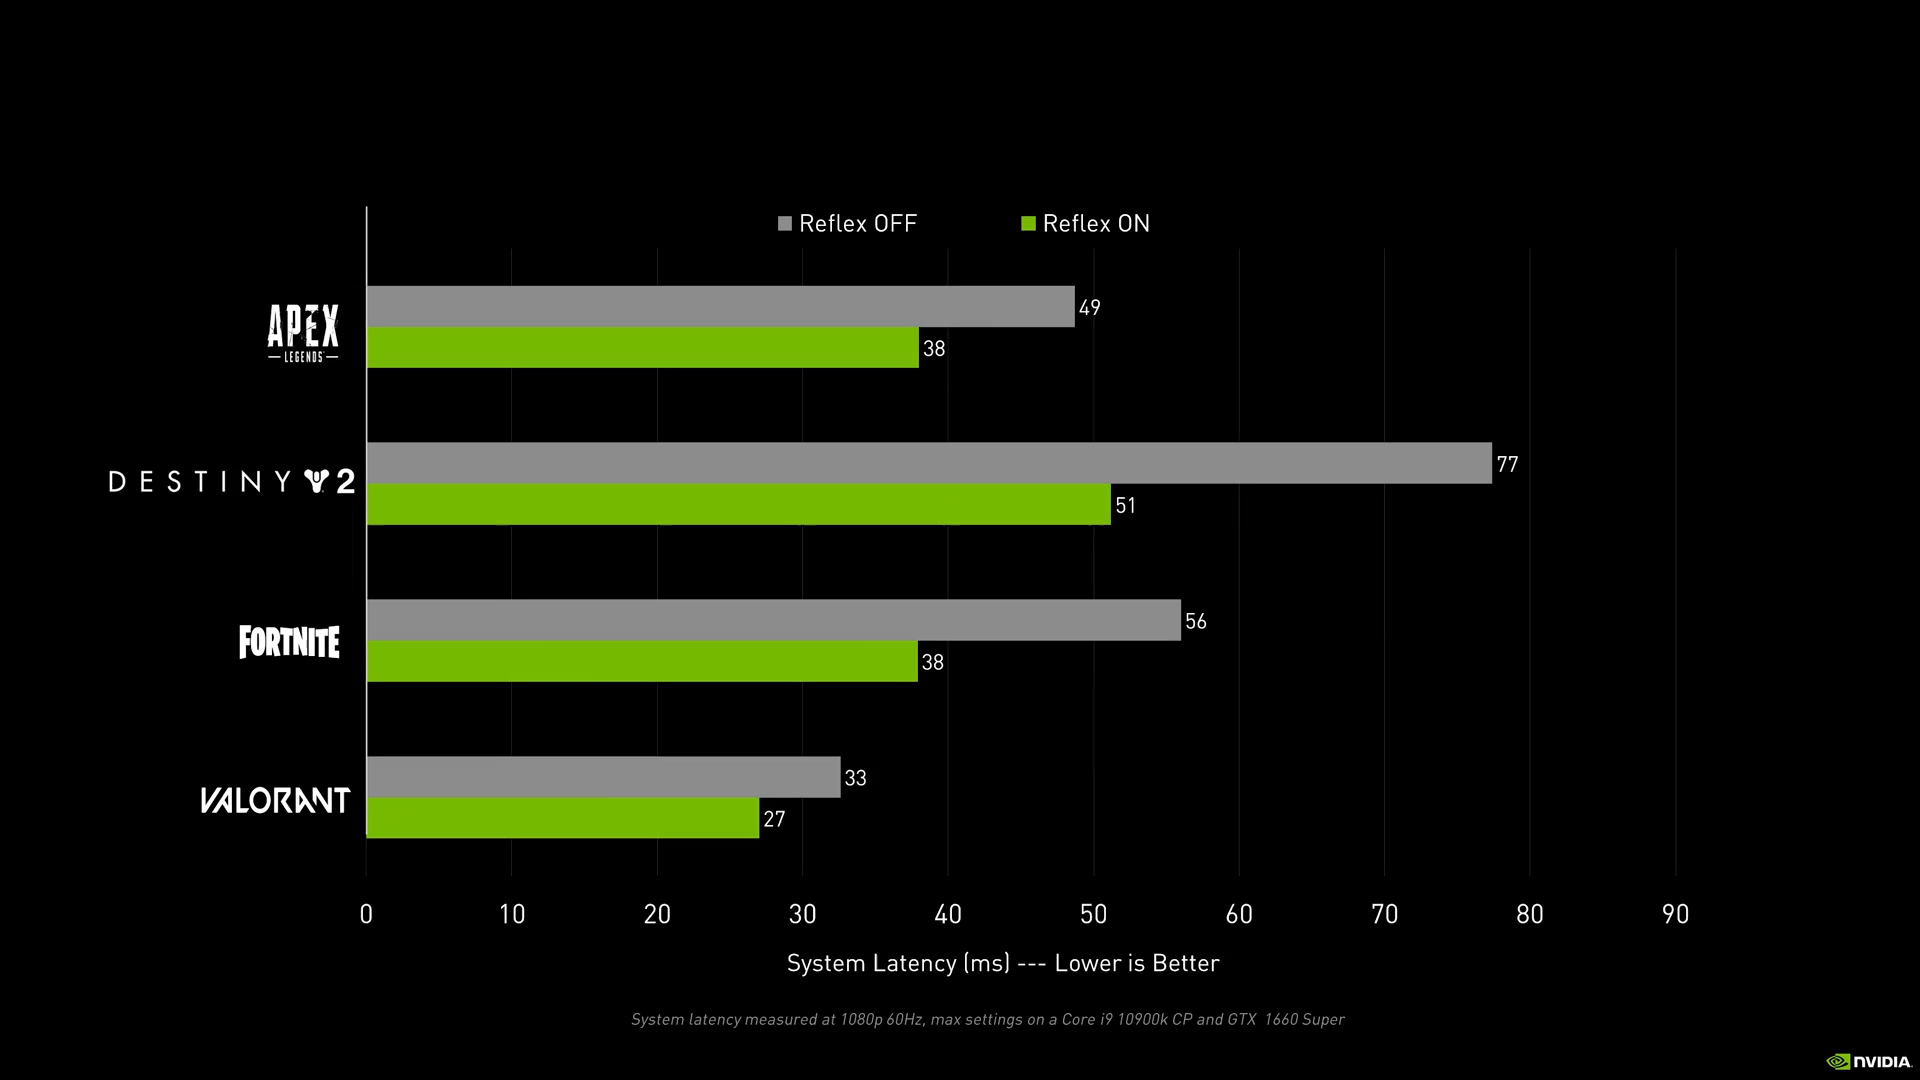 Reflex OFF Reflex ON
APEX
LEGENDS
49
38
DESTINY 2
77
51
FORTNITE
56
38
VALORANT
33
27
0 10 20 30 40 50 60 70 80 90
System Latency (ms) --- Lower is Better
System latency measured at 1080p 60Hz, max settings on a Core i9 10900k CP and GTX 1660 Super
NVIDIA